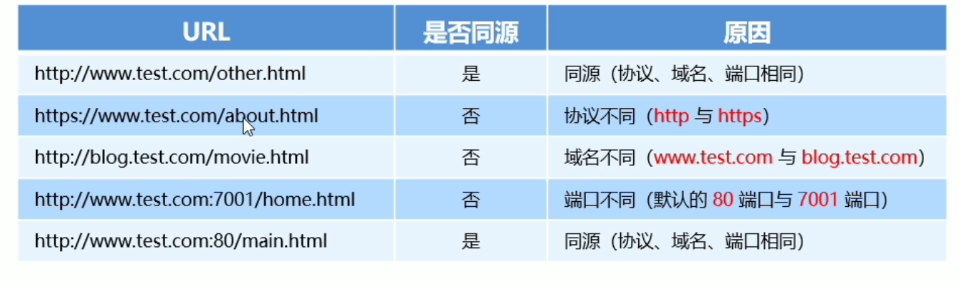 URL 是否同源 原因
http://www.test.com/other.html 是 同源（协议、域名、端口相同）
https://www.test.com/about.html 否 协议不同（http 与 https）
http://blog.test.com/movie.html 否 域名不同（www.test.com 与 blog.test.com）
http://www.test.com:7001/home.html 否 端口不同（默认的 80 端口与 7001 端口）
http://www.test.com:80/main.html 是 同源（协议、域名、端口相同）